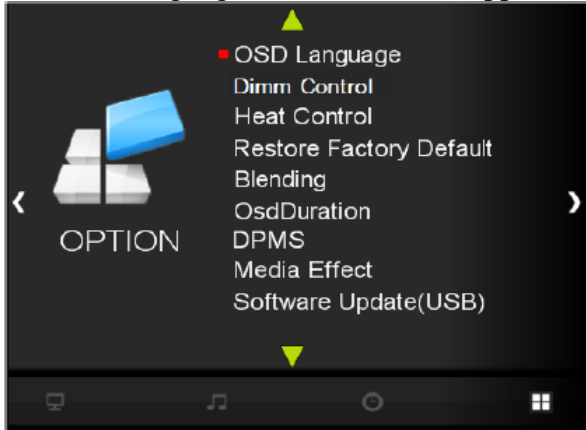 OPTION
OSD Language
Dimm Control
Heat Control
Restore Factory Default
Blending
OsdDuration
DPMS
Media Effect
Software Update(USB)